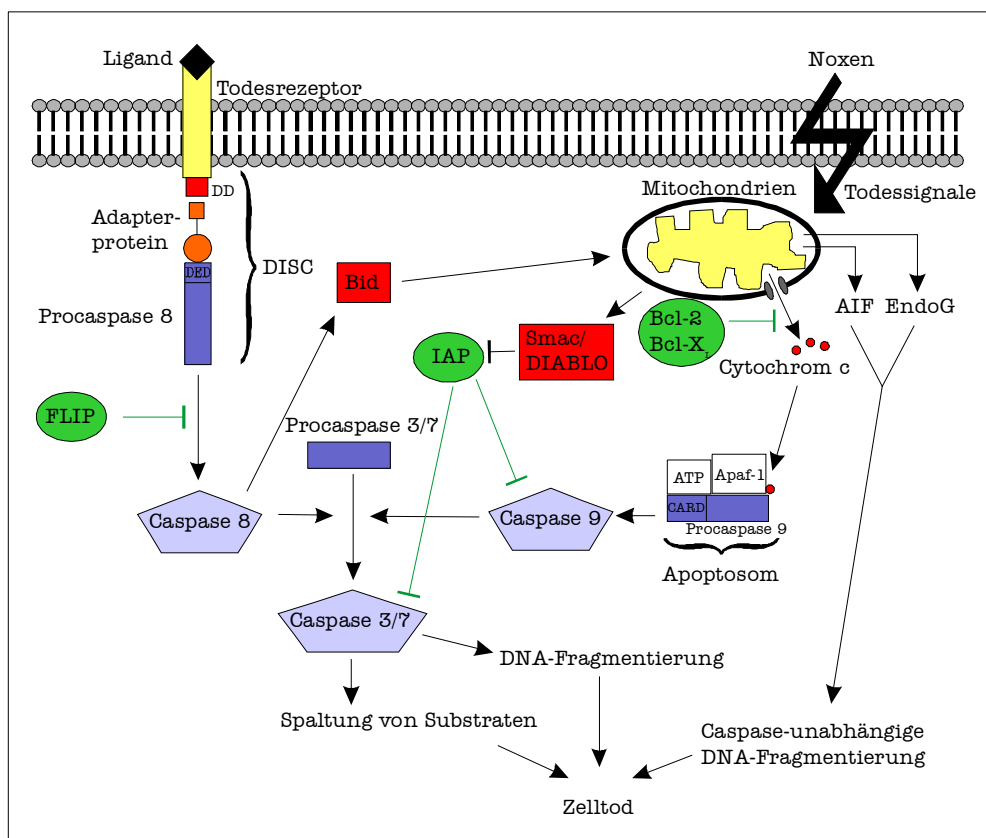 Ligand
Noxen
Todesrezeptor
DD
Mitochondrien
Todessignale
Adapter-
protein
DISC
DED
Bid
Procaspase 8
AIF EndoG
Bcl-2
Bcl-XL
Smac/
DIABLO
IAP
Cytochrom c
FLIP
Procaspase 3/7
ATP
Apaf-1
CARD
Procaspase 9
Caspase 8
Caspase 9
Apoptosom
Caspase 3/7
DNA-Fragmentierung
Spaltung von Substraten
Caspase-unabhängige
DNA-Fragmentierung
Zelltod